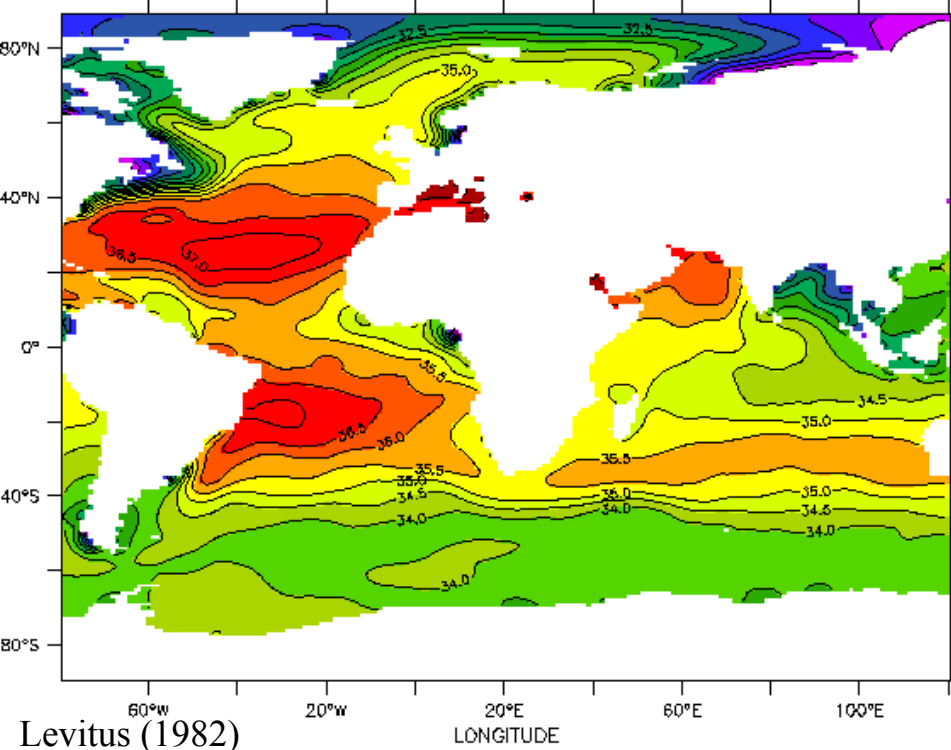 80°N
32.5 32.5
35.0
40°N
36.5 37.0
0°
35.5
34.5
36.5 36.0 35.0
35.5 35.5
35.0 35.0 35.0
34.5 34.5
34.0 34.0 34.0
40°S
34.0
80°S
60°W 20°W 20°E 60°E 100°E
Levitus (1982) LONGITUDE